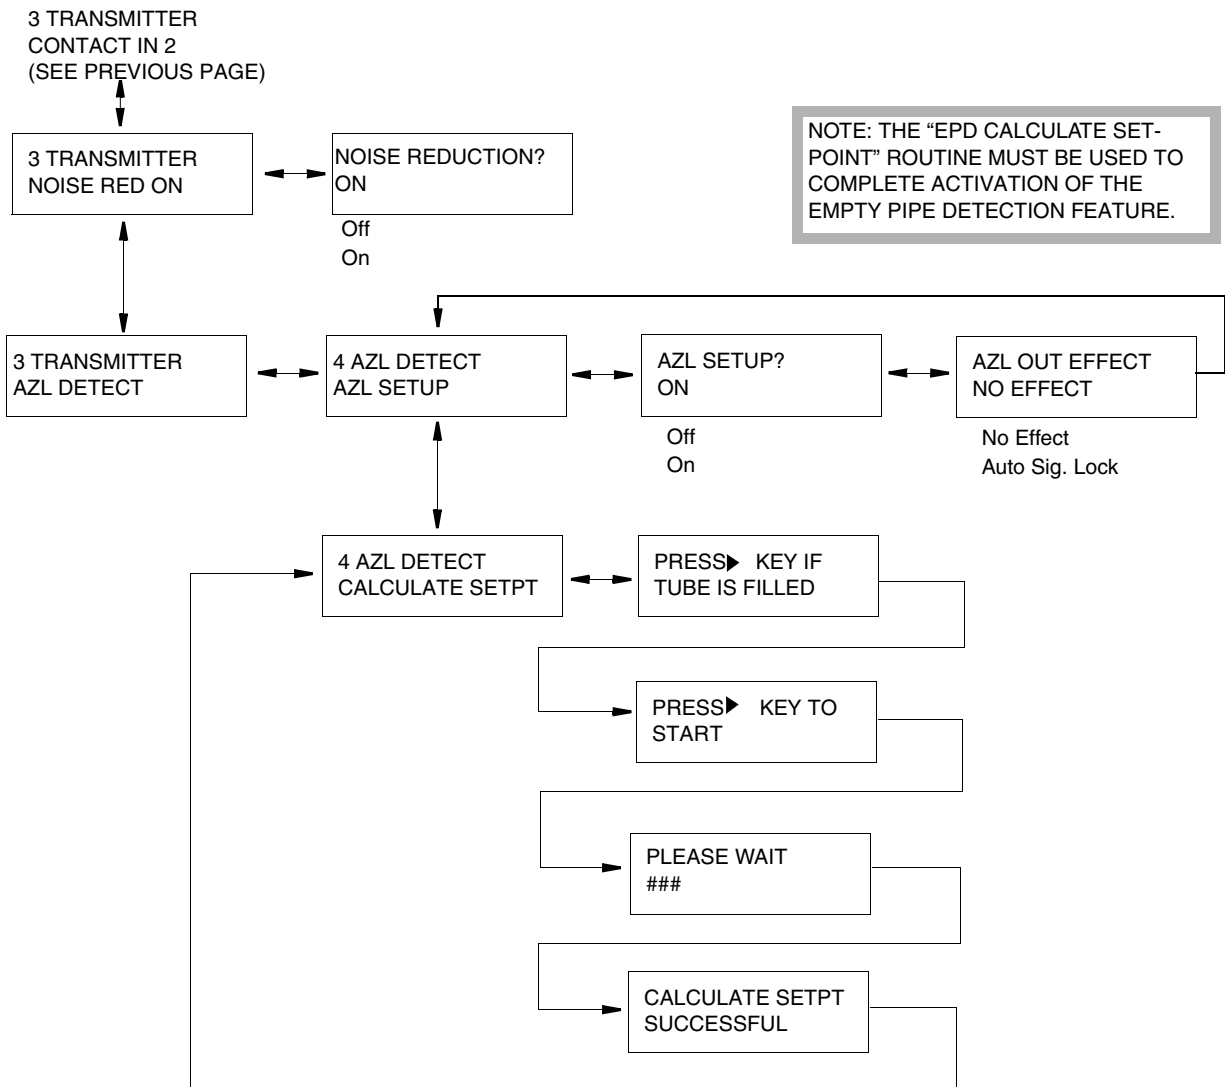 3 TRANSMITTER
CONTACT IN 2
(SEE PREVIOUS PAGE)
3 TRANSMITTER
NOISE RED ON
NOISE REDUCTION?
ON
Off
On
NOTE: THE “EPD CALCULATE SET-
POINT” ROUTINE MUST BE USED TO
COMPLETE ACTIVATION OF THE
EMPTY PIPE DETECTION FEATURE.
3 TRANSMITTER
AZL DETECT
4 AZL DETECT
AZL SETUP
AZL SETUP?
ON
Off
On
AZL OUT EFFECT
NO EFFECT
No Effect
Auto Sig. Lock
4 AZL DETECT
CALCULATE SETPT
PRESS▶ KEY IF
TUBE IS FILLED
PRESS▶ KEY TO
START
PLEASE WAIT
###
CALCULATE SETPT
SUCCESSFUL